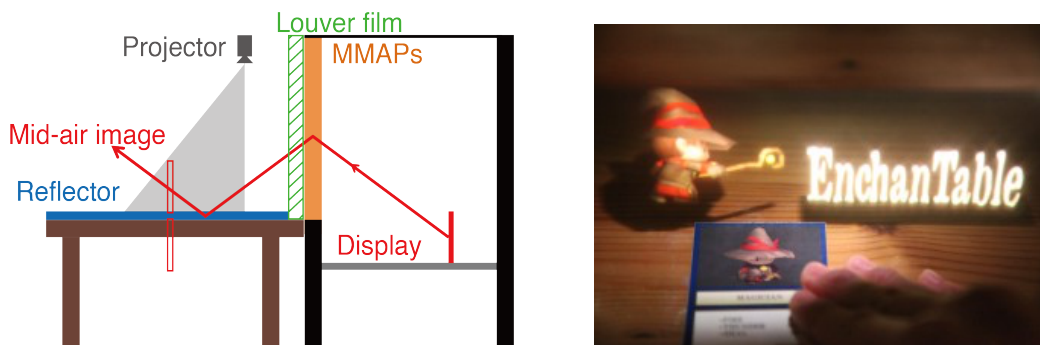 Louver film
Projector
MMAPs
Mid-air image
Reflector
Display
EnchanTable
MAGICIAN